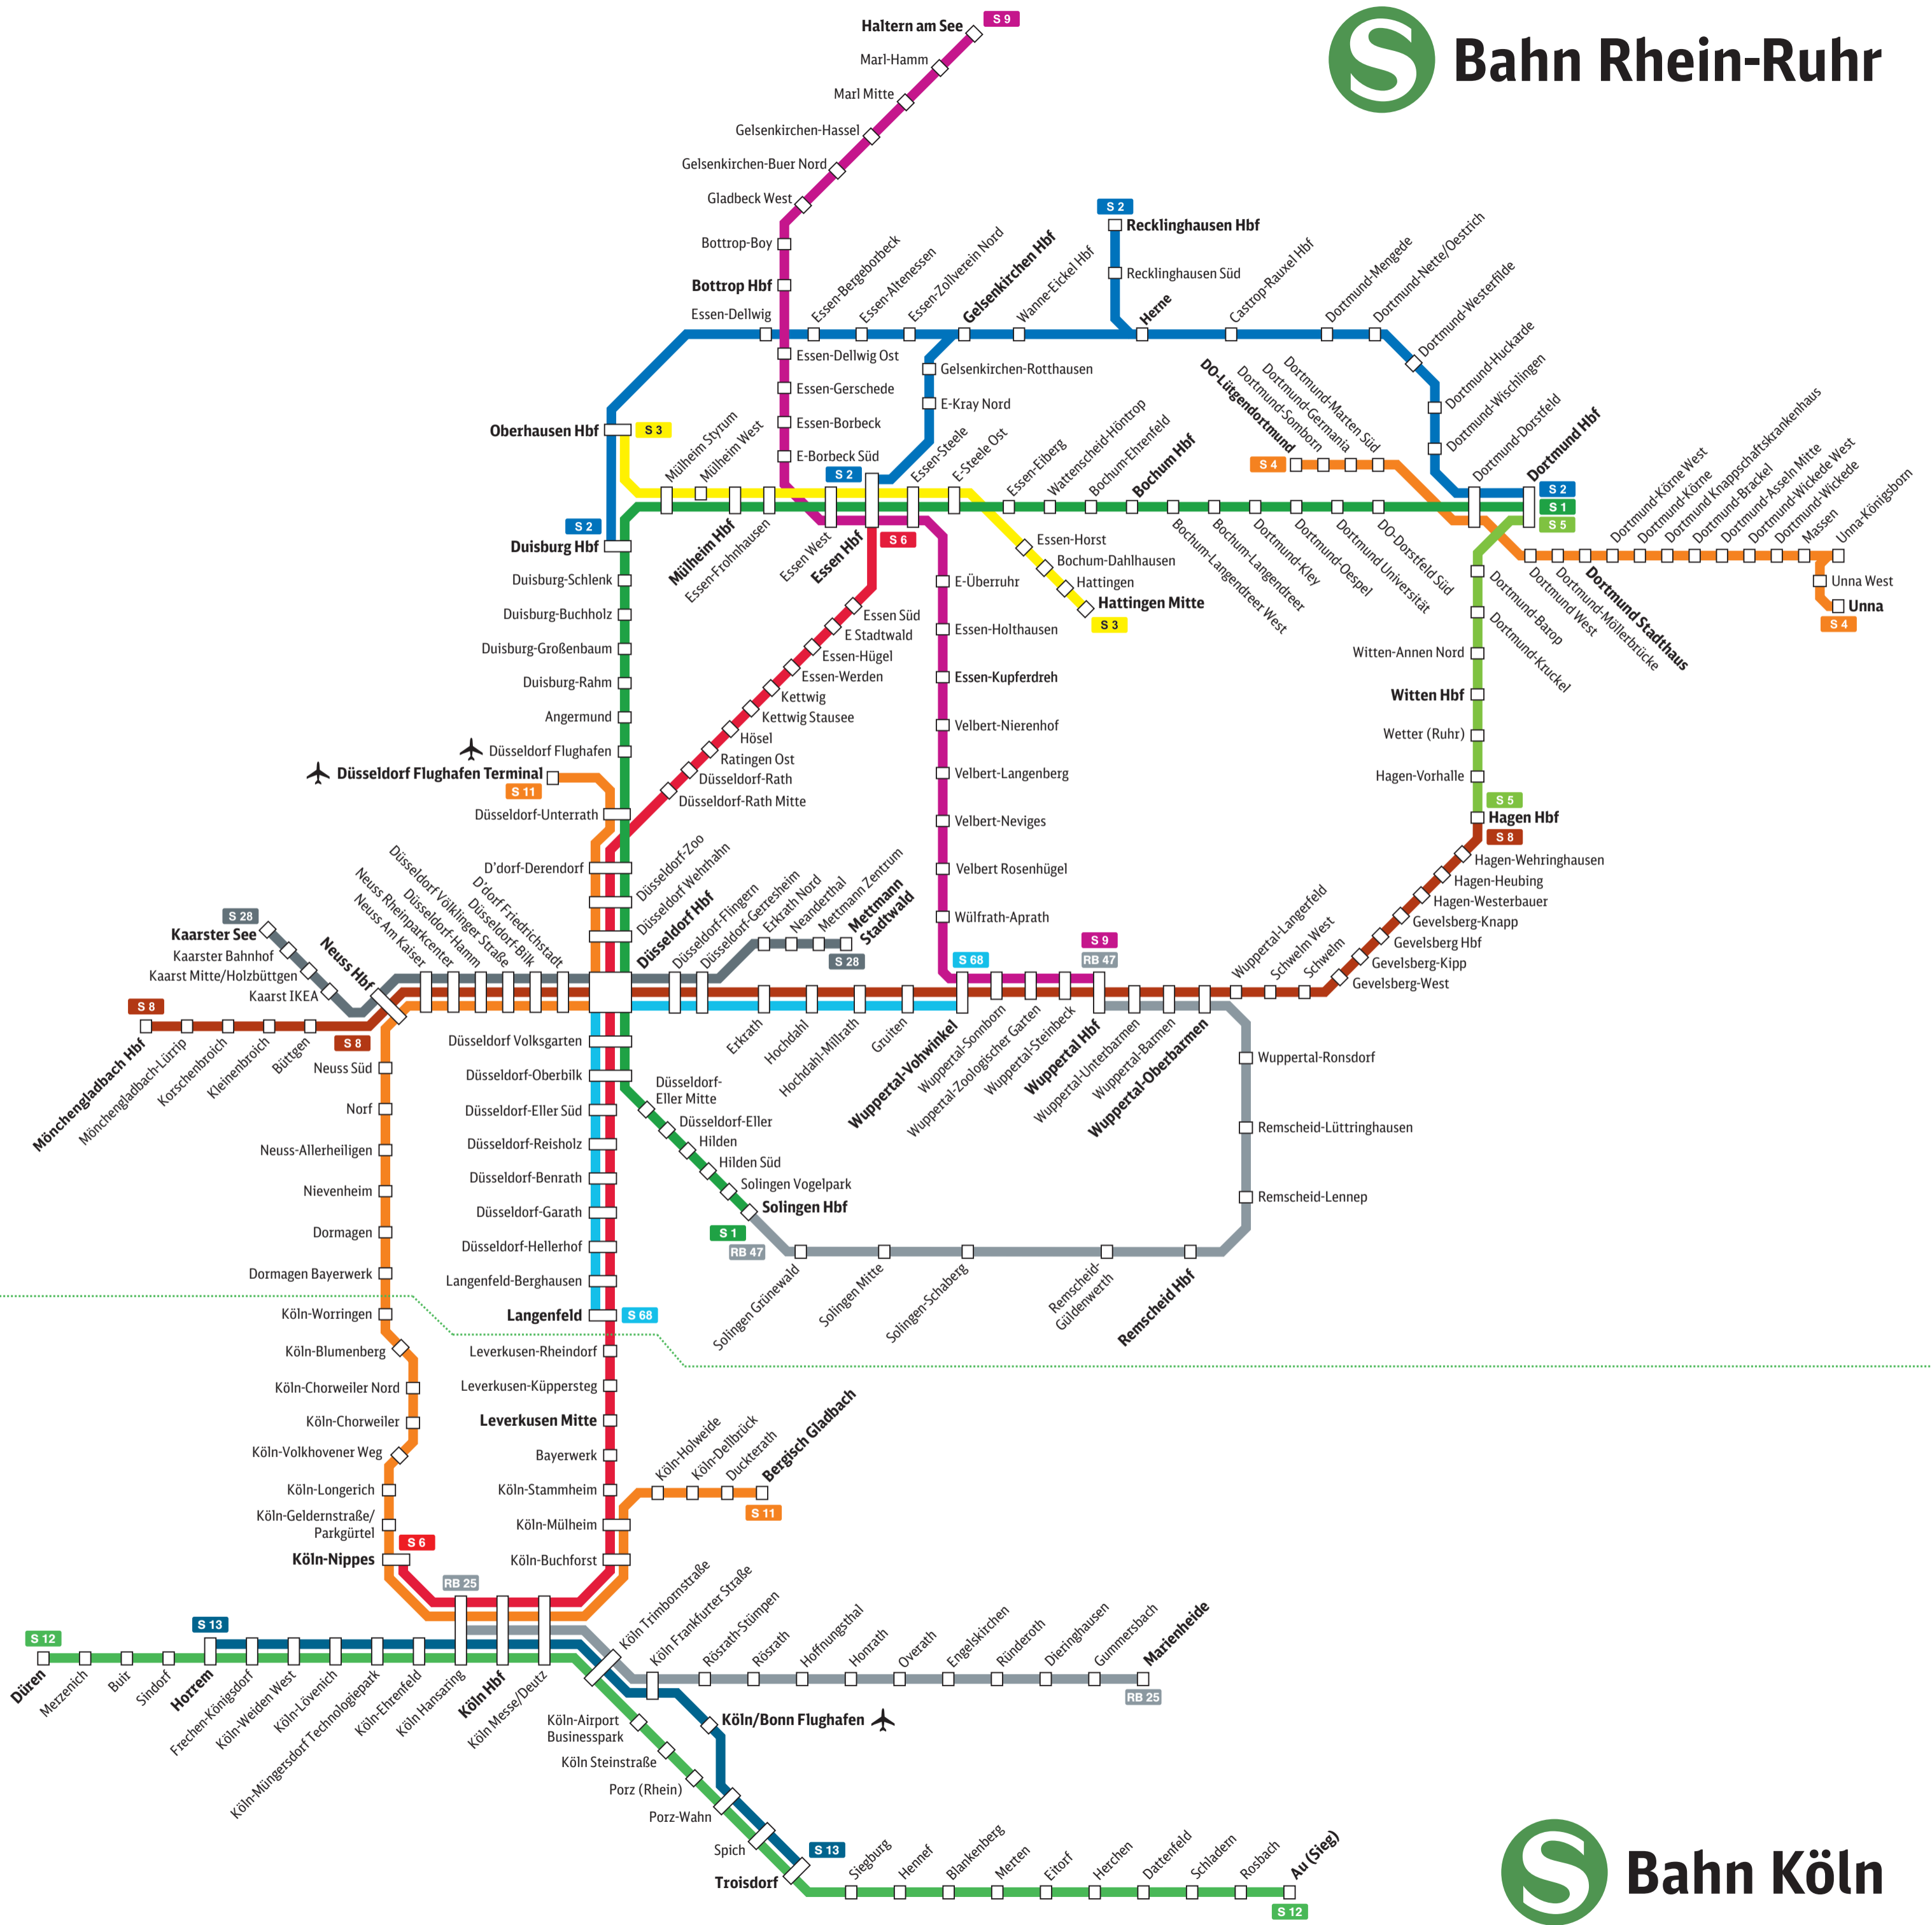 S Bahn Rhein-Ruhr
S 9
Haltern am See
Marl-Hamm
Marl Mitte
Gelsenkirchen-Hassel
Gelsenkirchen-Buer Nord
Gladbeck West
Bottrop-Boy
Bottrop Hbf
Essen-Dellwig
Essen-Bergeborbeck
Essen-Altenessen
Essen-Zollverein Nord
Gelsenkirchen Hbf
Wanne-Eickel Hbf
S 2
Recklinghausen Hbf
Recklinghausen Süd
Herne
Castrop-Rauxel Hbf
Dortmund-Mengede
Dortmund-Nette/Oestrich
Dortmund-Westerfilde
Dortmund-Huckarde
Dortmund-Wischlingen
Dortmund-Dorstfeld
Dortmund Hbf
S 2
S 1
S 5
Essen-Dellwig Ost
Essen-Gerschede
Essen-Borbeck
E-Borbeck Süd
Gelsenkirchen-Rotthausen
E-Kray Nord
S 2
Oberhausen Hbf
S 3
Mülheim Styrum
Mülheim West
Mülheim Hbf
Essen-Frohnhausen
Essen West
Essen Hbf
S 6
Essen-Steele
E-Steele Ost
Essen-Eiberg
Wattenscheid-Höntrop
Bochum-Ehrenfeld
Bochum Hbf
Bochum-Langendreer West
Bochum-Langendreer
Dortmund-Kley
Dortmund-Oespel
Dortmund Universität
DO-Dorstfeld Süd
S 4
DO-Lütgendortmund
Dortmund-Somborn
Dortmund-Germania
Dortmund-Marten Süd
Dortmund West
Dortmund-Möllerbrücke
Dortmund Stadthaus
Dortmund-Körne West
Dortmund-Körne
Dortmund Knappschaftskrankenhaus
Dortmund-Brackel
Dortmund-Asseln Mitte
Dortmund-Wickede West
Dortmund-Wickede
Massen
Unna-Königsborn
Unna West
Unna
S 4
Essen-Horst
Bochum-Dahlhausen
Hattingen
Hattingen Mitte
S 3
S 2
Duisburg Hbf
Duisburg-Schlenk
Duisburg-Buchholz
Duisburg-Großenbaum
Duisburg-Rahm
Angermund
Düsseldorf Flughafen
Düsseldorf Flughafen Terminal
S 11
Düsseldorf-Unterrath
D'dorf-Derendorf
Düsseldorf-Zoo
Düsseldorf Wehrhahn
Düsseldorf Hbf
Essen Süd
E Stadtwald
Essen-Hügel
Essen-Werden
Kettwig
Kettwig Stausee
Hösel
Ratingen Ost
Düsseldorf-Rath
Düsseldorf-Rath Mitte
E-Überruhr
Essen-Holthausen
Essen-Kupferdreh
Velbert-Nierenhof
Velbert-Langenberg
Velbert-Neviges
Velbert Rosenhügel
Wülfrath-Aprath
Dortmund-Barop
Dortmund-Kruckel
Witten-Annen Nord
Witten Hbf
Wetter (Ruhr)
Hagen-Vorhalle
S 5
Hagen Hbf
S 8
Hagen-Wehringhausen
Hagen-Heubing
Hagen-Westerbauer
Gevelsberg-Knapp
Gevelsberg Hbf
Gevelsberg-Kipp
Gevelsberg-West
Schwelm
Schwelm West
Wuppertal-Langerfeld
S 28
Kaarster See
Kaarster Bahnhof
Kaarst Mitte/Holzbüttgen
Kaarst IKEA
Neuss Hbf
Neuss Am Kaiser
Neuss Rheinparkcenter
Düsseldorf-Hamm
Düsseldorf Völklinger Straße
Düsseldorf-Bilk
D'dorf Friedrichstadt
Düsseldorf-Flingern
Düsseldorf-Gerresheim
Erkrath Nord
Neanderthal
Mettmann Zentrum
Mettmann
Stadtwald
S 28
S 8
Mönchengladbach Hbf
Mönchengladbach-Lürrip
Korschenbroich
Kleinenbroich
Büttgen
S 8
Erkrath
Hochdahl
Hochdahl-Millrath
Gruiten
S 68
Wuppertal-Vohwinkel
Wuppertal-Sonnborn
Wuppertal-Zoologischer Garten
Wuppertal-Steinbeck
S 9
RB 47
Wuppertal Hbf
Wuppertal-Unterbarmen
Wuppertal-Barmen
Wuppertal-Oberbarmen
Wuppertal-Ronsdorf
Remscheid-Lüttringhausen
Remscheid-Lennep
Remscheid Hbf
Remscheid-
Güldenwerth
Solingen-Schaberg
Solingen Mitte
Solingen Grünewald
Neuss Süd
Norf
Neuss-Allerheiligen
Nievenheim
Dormagen
Dormagen Bayerwerk
Köln-Worringen
Köln-Blumenberg
Köln-Chorweiler Nord
Köln-Chorweiler
Köln-Volkhovener Weg
Köln-Longerich
Köln-Geldernstraße/
Parkgürtel
Köln-Nippes
S 6
Düsseldorf Volksgarten
Düsseldorf-Oberbilk
Düsseldorf-Eller Süd
Düsseldorf-Reisholz
Düsseldorf-Benrath
Düsseldorf-Garath
Düsseldorf-Hellerhof
Langenfeld-Berghausen
Langenfeld
S 68
Düsseldorf-
Eller Mitte
Düsseldorf-Eller
Hilden
Hilden Süd
Solingen Vogelpark
Solingen Hbf
S 1
RB 47
Leverkusen-Rheindorf
Leverkusen-Küppersteg
Leverkusen Mitte
Bayerwerk
Köln-Stammheim
Köln-Mülheim
Köln-Buchforst
Köln-Holweide
Köln-Dellbrück
Duckterath
Bergisch Gladbach
S 11
S 12
Düren
Merzenich
Buir
Sindorf
S 13
Horrem
Frechen-Königsdorf
Köln-Weiden West
Köln-Lövenich
Köln-Müngersdorf Technologiepark
Köln-Ehrenfeld
RB 25
Köln Hansaring
Köln Hbf
Köln Messe/Deutz
Köln Trimbornstraße
Köln Frankfurter Straße
Rösrath-Stümpen
Rösrath
Hoffnungsthal
Honrath
Overath
Engelskirchen
Ründeroth
Dieringhausen
Gummersbach
Marienheide
RB 25
Köln/Bonn Flughafen
Köln-Airport
Businesspark
Köln Steinstraße
Porz (Rhein)
Porz-Wahn
Spich
Troisdorf
S 13
Siegburg
Hennef
Blankenberg
Merten
Eitorf
Herchen
Dattenfeld
Schladern
Rosbach
Au (Sieg)
S 12
S Bahn Köln